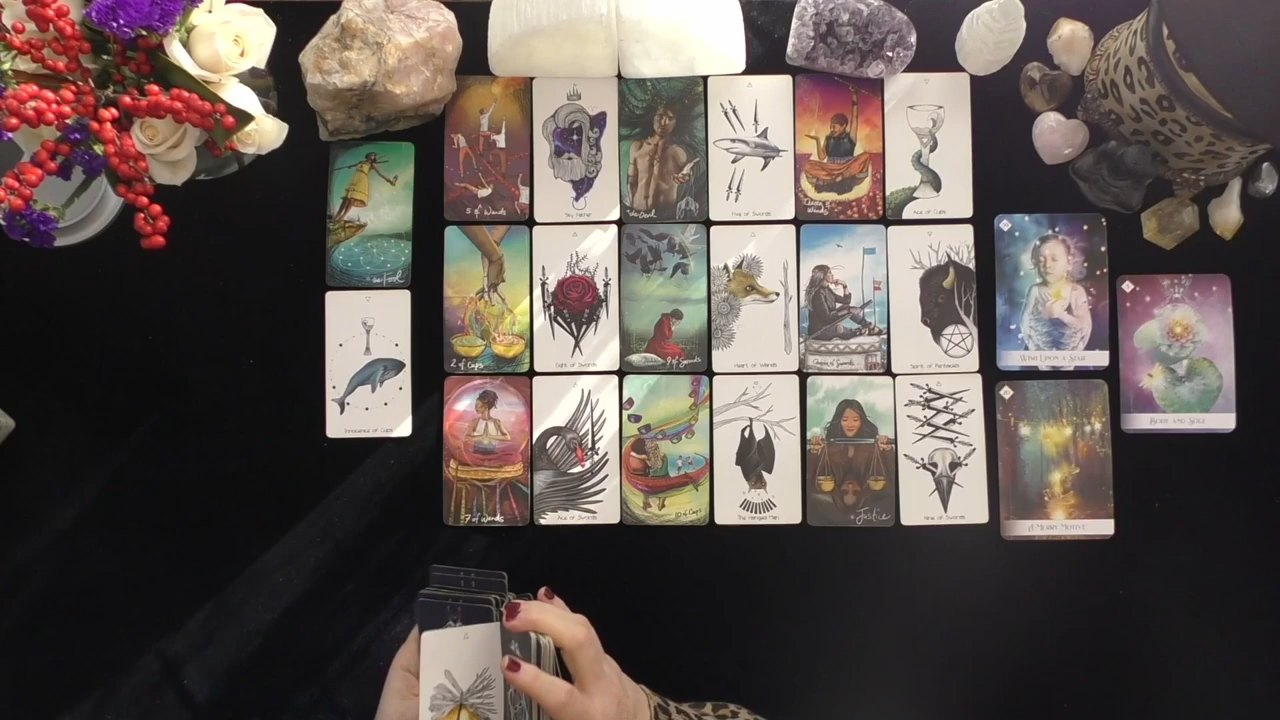 5 of Wands
Sky Father
the Devil
Five of Swords
Ace of Cups
the Fool
2 of Cups
Eight of Swords
9 of Swords
Heart of Wands
Queen of Swords
Spirit of Pentacles
Wish Upon a Star
Innocence of Cups
7 of Wands
Ace of Swords
10 of Cups
The Hanged Man
Justice
Nine of Swords
Body and Soul
A Merry Motive